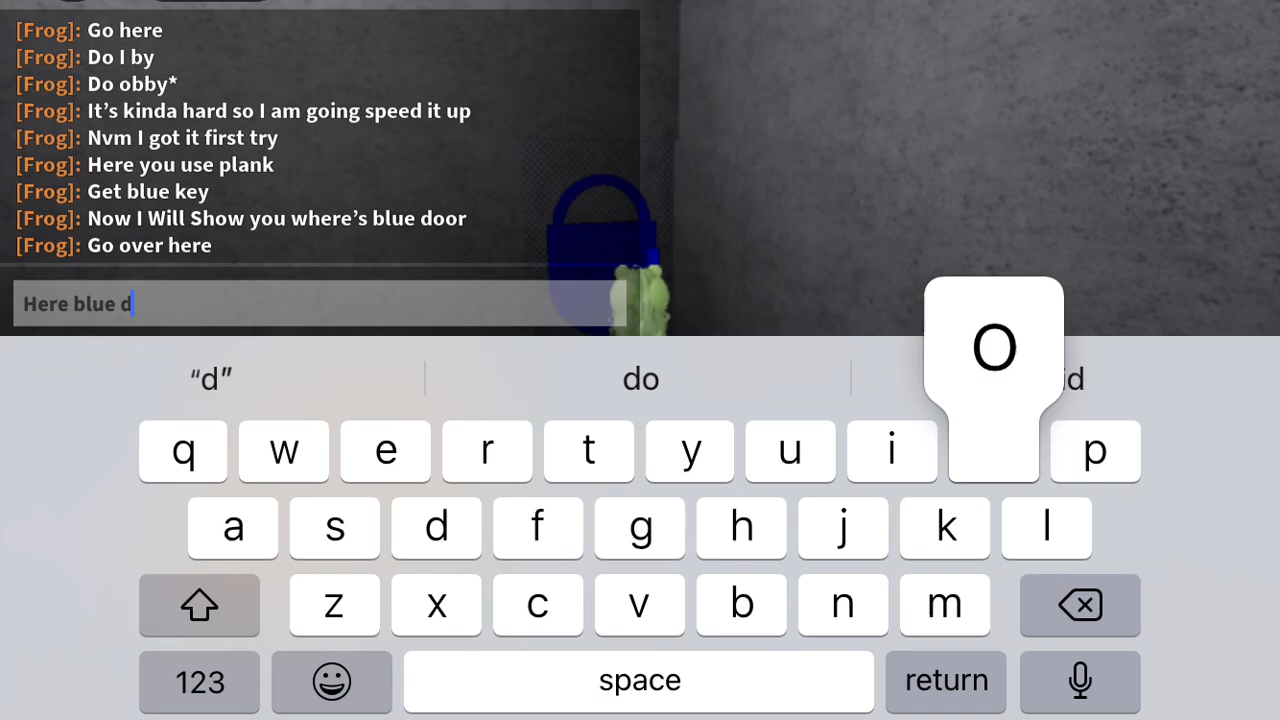 [Frog]: Go here
[Frog]: Do I by
[Frog]: Do obby*
[Frog]: It’s kinda hard so I am going speed it up
[Frog]: Nvm I got it first try
[Frog]: Here you use plank
[Frog]: Get blue key
[Frog]: Now I Will Show you where’s blue door
[Frog]: Go over here
Here blue d
“d” do id
q w e r t y u i O p
a s d f g h j k l
z x c v b n m
123 space return